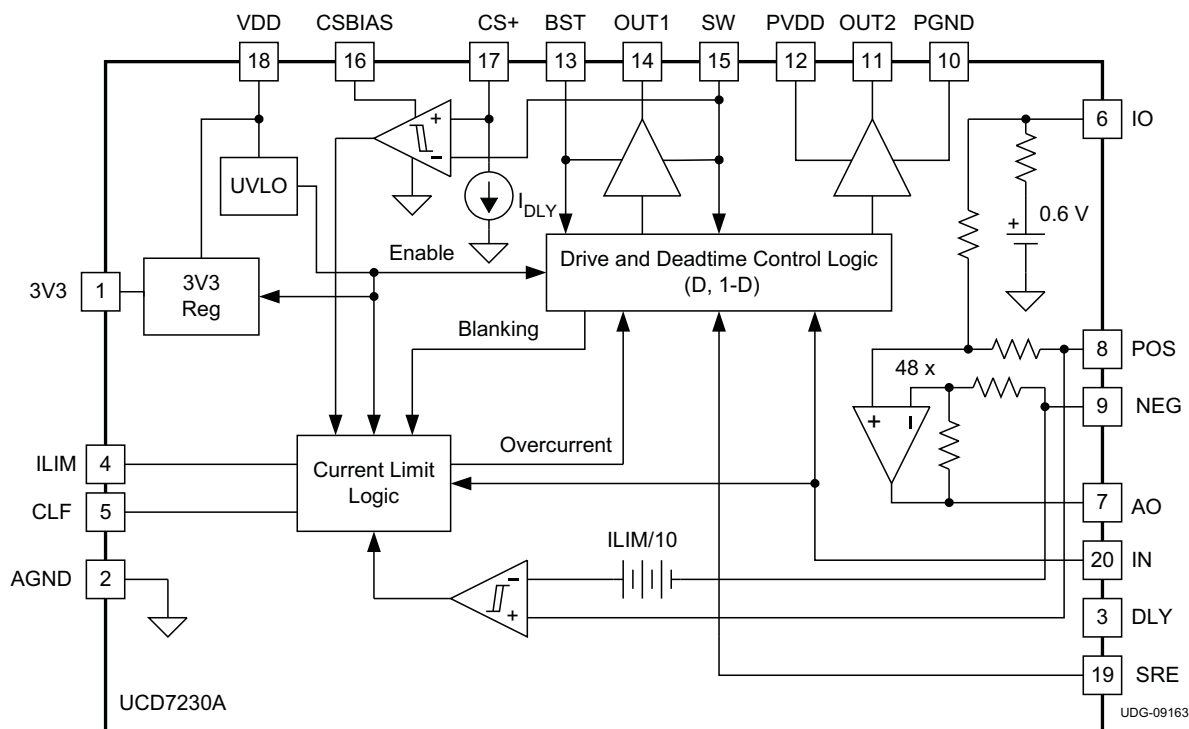 VDD CSBIAS CS+ BST OUT1 SW PVDD OUT2 PGND
18 16 17 13 14 15 12 11 10
6 IO
+
-
UVLO
I_DLY
+ 0.6 V
Enable
Drive and Deadtime Control Logic
(D, 1-D)
3V3 1
3V3
Reg
Blanking
8 POS
48 x
9 NEG
+ -
Overcurrent
ILIM 4
Current Limit
Logic
CLF 5
7 AO
ILIM/10
20 IN
AGND 2
-
+
3 DLY
19 SRE
UCD7230A
UDG-09163